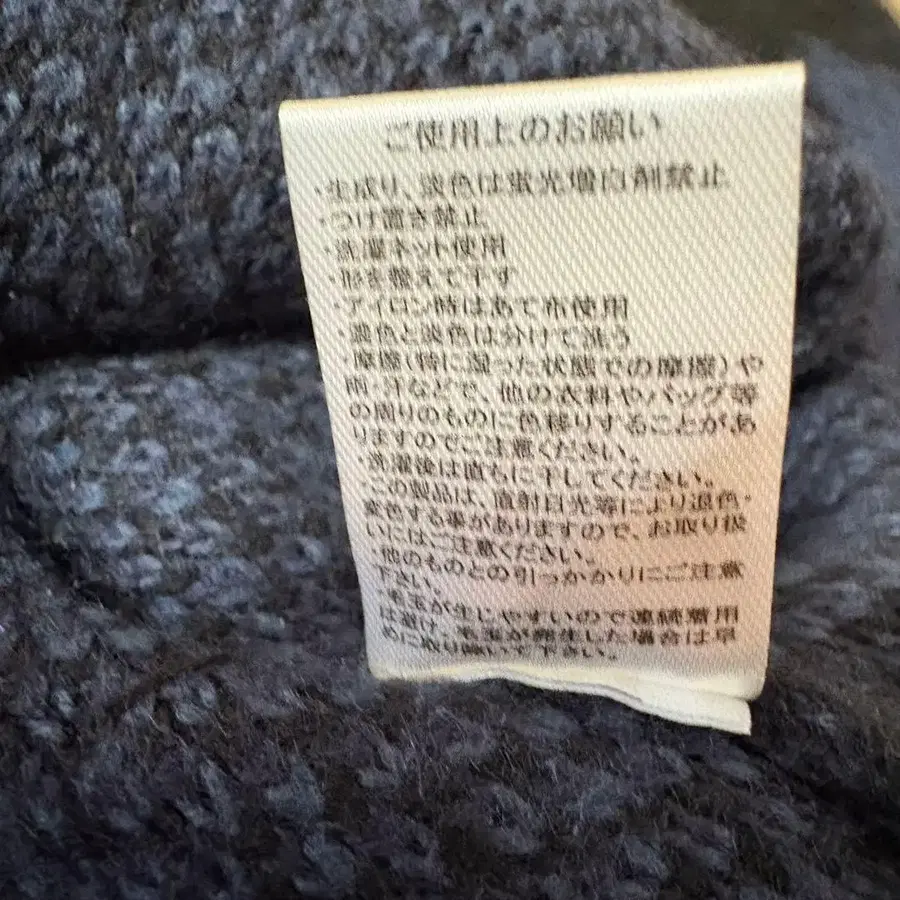 ご使用上のお願い
・生成り、淡色は蛍光増白剤禁止
・つけ置き禁止
・洗濯ネット使用
・形を整えて干す
・アイロン時はあて布使用
・濃色と淡色は分けて洗う
・摩擦(特に湿った状態での摩擦)や
雨・汗などで、他の衣料やバッグ等
の周りのものに色移りすることがあ
りますのでご注意ください。
・洗濯後は直ちに干してください。
・この製品は、直射日光等により退色・
変色する事がありますので、お取り扱
いにはご注意ください。
・他のものとの引っかかりにご注意
下さい。
・毛玉が生じやすいので連続着用
は避け、毛玉が発生した場合は早
めに取り除いて下さい。